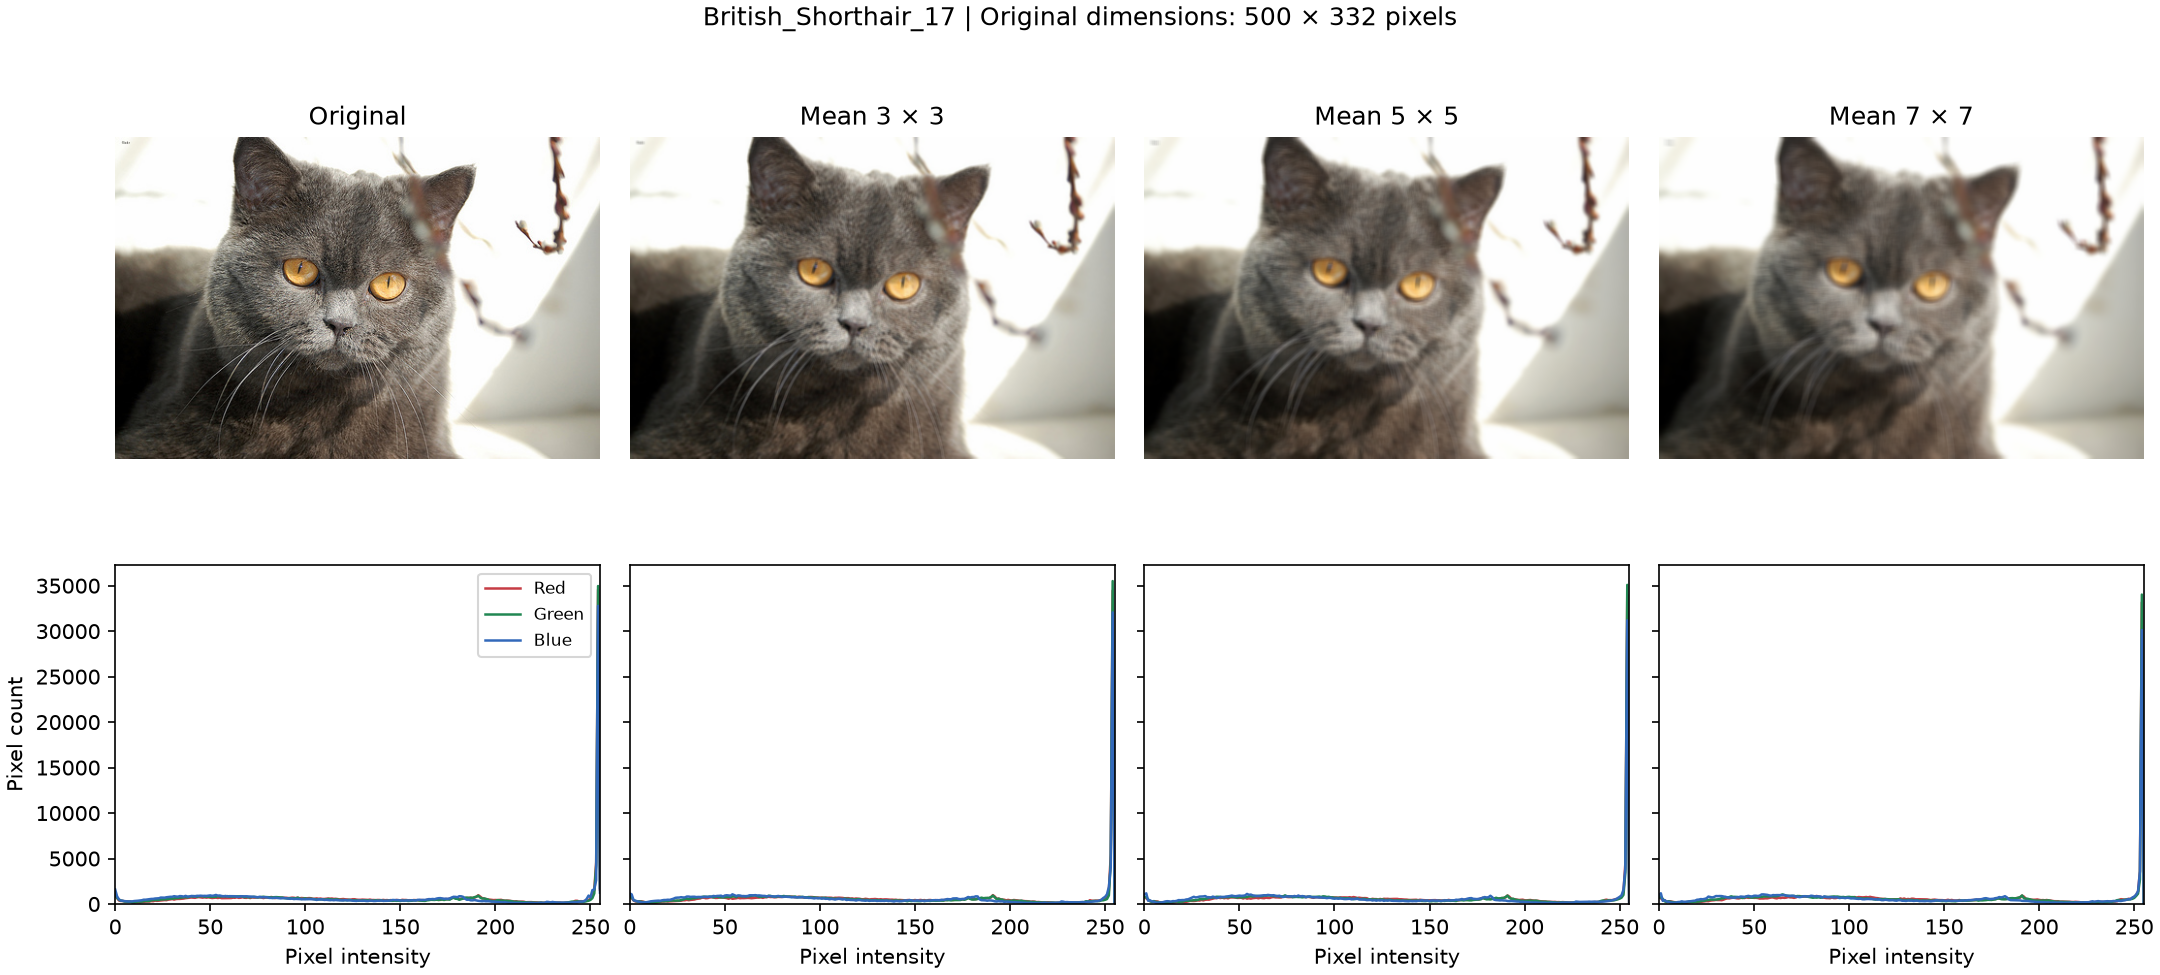 British_Shorthair_17 | Original dimensions: 500 × 332 pixels
Original
Mean 3 × 3
Mean 5 × 5
Mean 7 × 7
Red
Green
Blue
Pixel count
35000
30000
25000
20000
15000
10000
5000
0
0 50 100 150 200 250
0 50 100 150 200 250
0 50 100 150 200 250
0 50 100 150 200 250
Pixel intensity
Pixel intensity
Pixel intensity
Pixel intensity